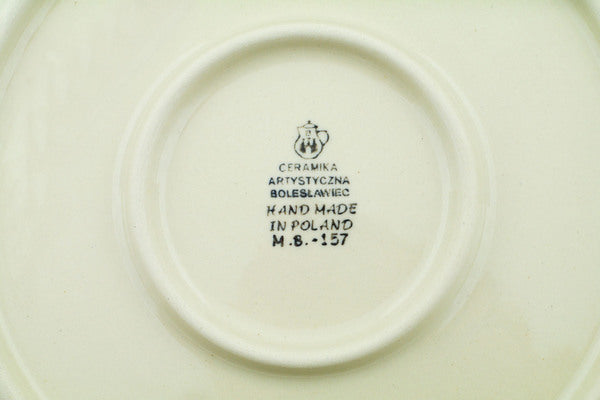 CERAMIKA
ARTYSTYCZNA
BOLESŁAWIEC
HAND MADE
IN POLAND
M.B.-157